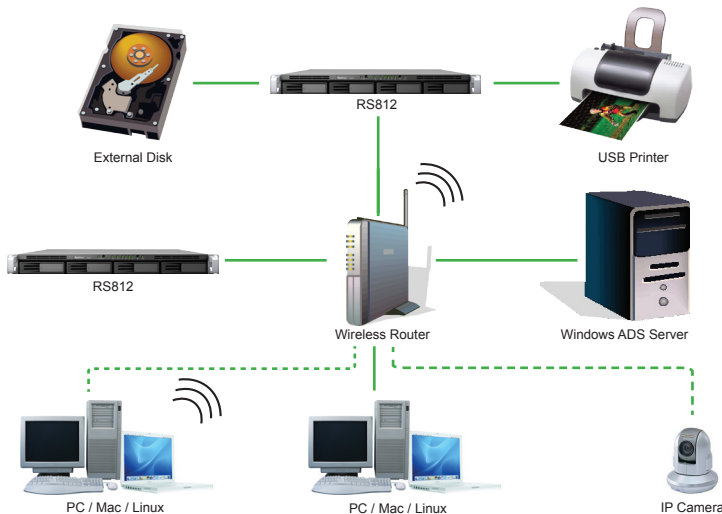 RS812
External Disk
USB Printer
RS812
Wireless Router
Windows ADS Server
PC / Mac / Linux
PC / Mac / Linux
IP Camera